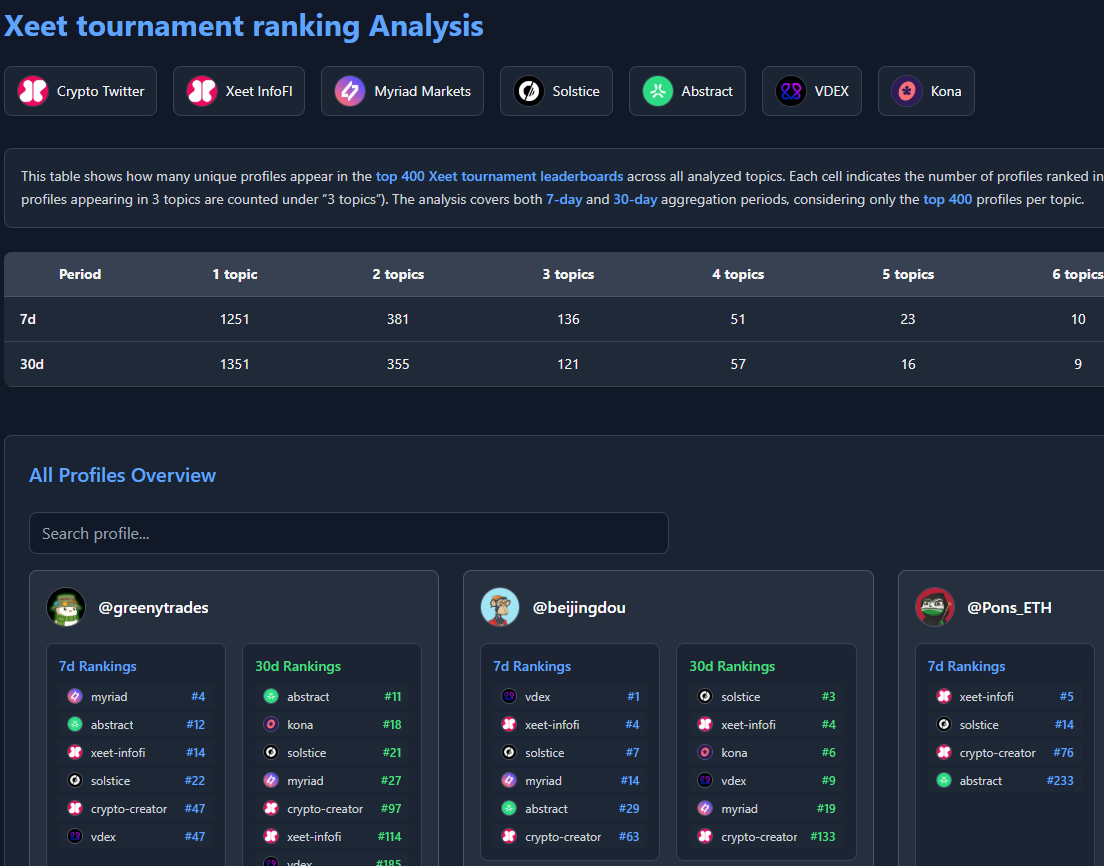 Xeet tournament ranking Analysis
Crypto Twitter Xeet InfoFI Myriad Markets Solstice Abstract VDEX Kona
This table shows how many unique profiles appear in the top 400 Xeet tournament leaderboards across all analyzed topics. Each cell indicates the number of profiles ranked in
profiles appearing in 3 topics are counted under “3 topics”). The analysis covers both 7-day and 30-day aggregation periods, considering only the top 400 profiles per topic.
Period 1 topic 2 topics 3 topics 4 topics 5 topics 6 topics
7d 1251 381 136 51 23 10
30d 1351 355 121 57 16 9
All Profiles Overview
Search profile...
@greenytrades
7d Rankings
myriad #4
abstract #12
xeet-infofi #14
solstice #22
crypto-creator #47
vdex #47
30d Rankings
abstract #11
kona #18
solstice #21
myriad #27
crypto-creator #97
xeet-infofi #114
vdex #185
@beijingdou
7d Rankings
vdex #1
xeet-infofi #4
solstice #7
myriad #14
abstract #29
crypto-creator #63
30d Rankings
solstice #3
xeet-infofi #4
kona #6
vdex #9
myriad #19
crypto-creator #133
@Pons_ETH
7d Rankings
xeet-infofi #5
solstice #14
crypto-creator #76
abstract #233